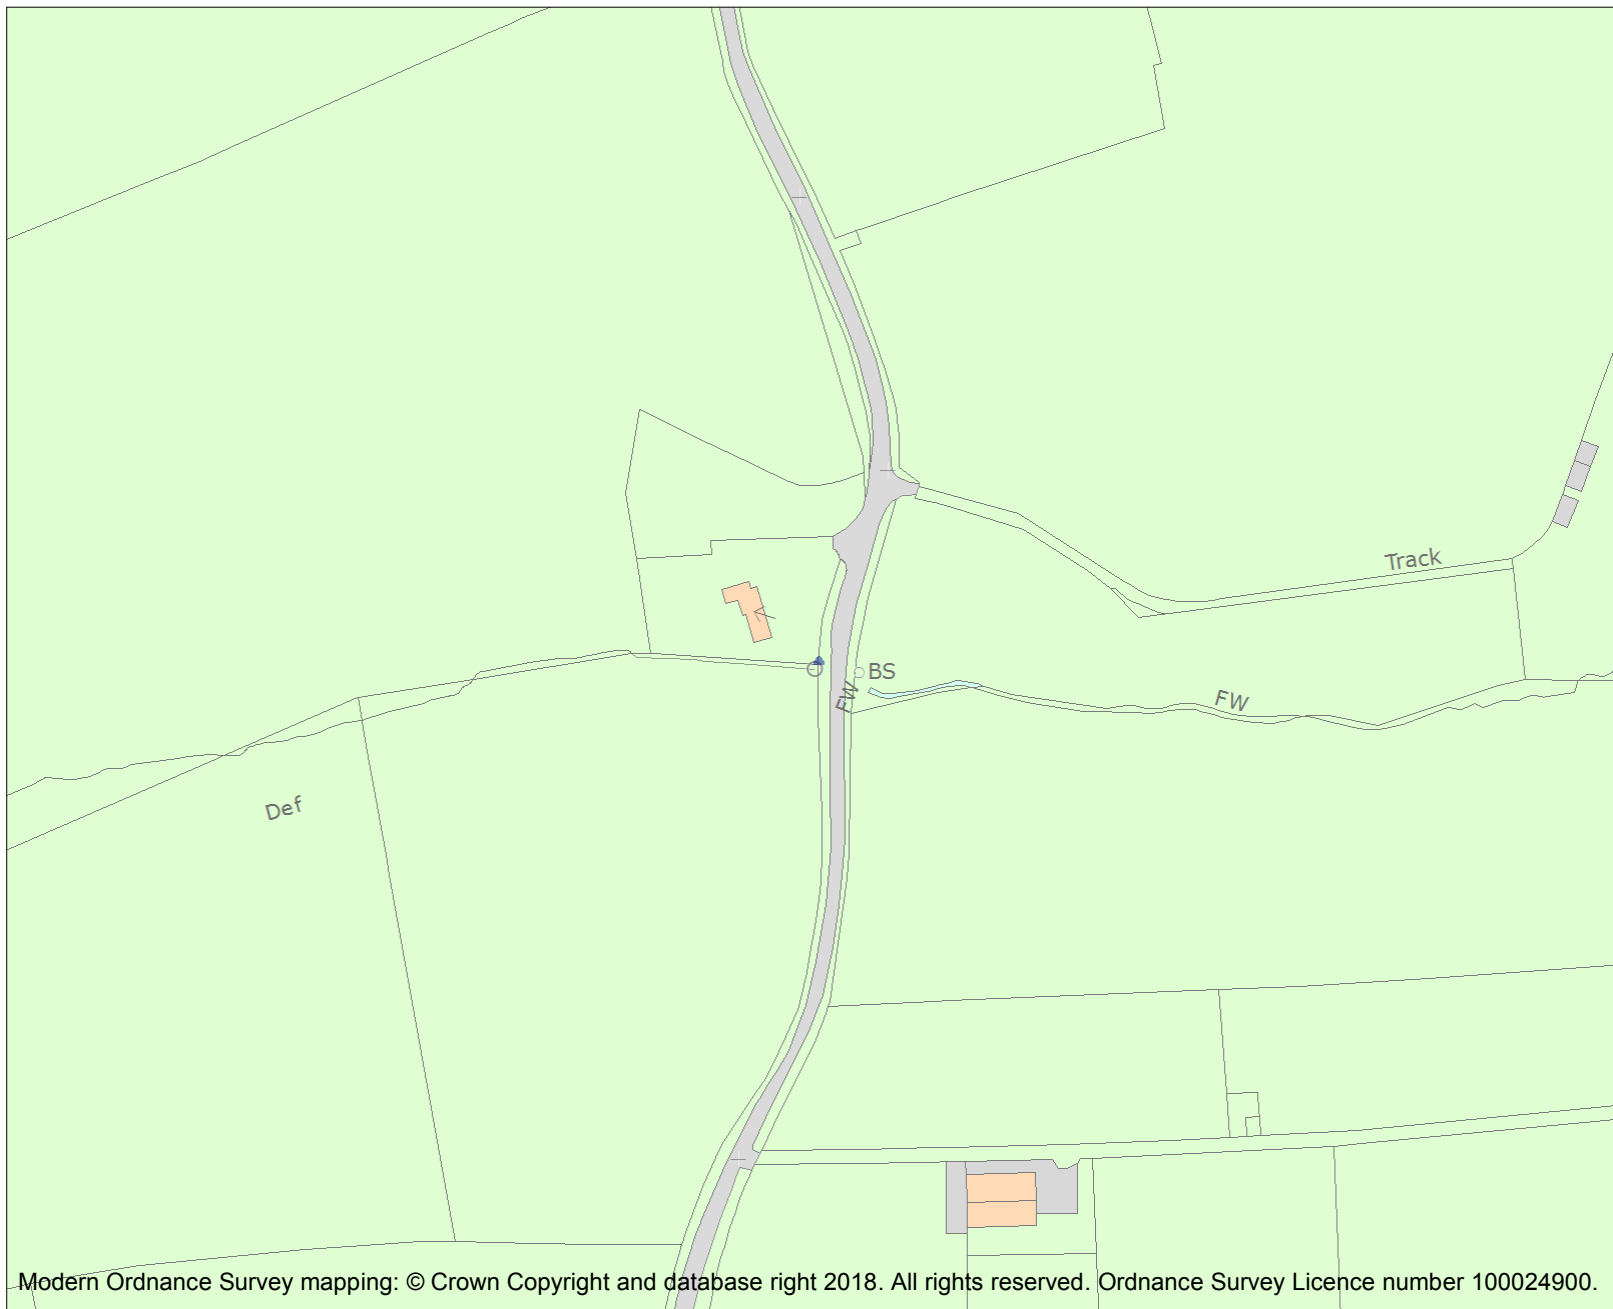 Track
BS
FW
FW
Def
Modern Ordnance Survey mapping: © Crown Copyright and database right 2018. All rights reserved. Ordnance Survey Licence number 100024900.